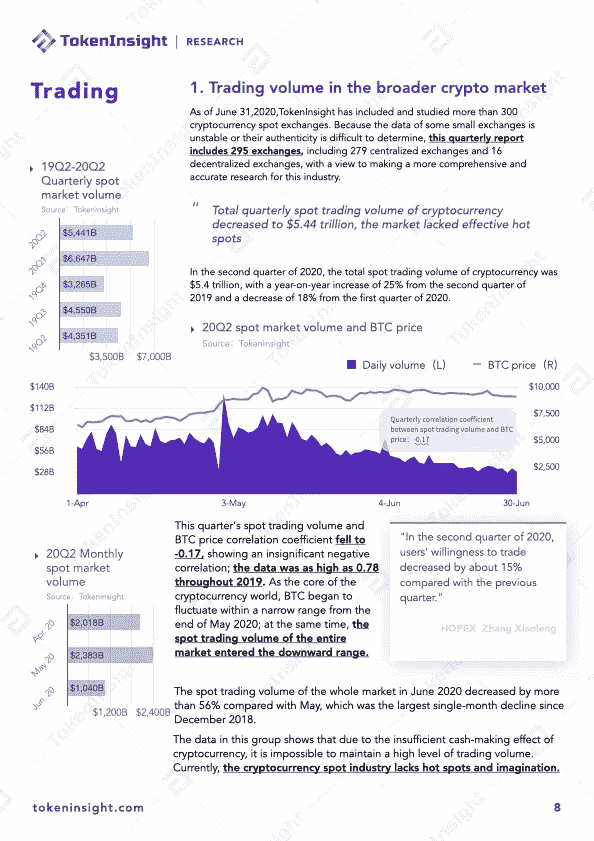 TokenInsight | RESEARCH
Trading
1. Trading volume in the broader crypto market
As of June 31,2020,TokenInsight has included and studied more than 300
cryptocurrency spot exchanges. Because the data of some small exchanges is
unstable or their authenticity is difficult to determine, this quarterly report
includes 295 exchanges, including 279 centralized exchanges and 16
decentralized exchanges, with a view to making a more comprehensive and
accurate research for this industry.
19Q2-20Q2
Quarterly spot
market volume
Source: TokenInsight
20Q2 $5,441B
20Q1 $6,647B
19Q4 $3,265B
19Q3 $4,550B
19Q2 $4,351B
$3,500B $7,000B
“ Total quarterly spot trading volume of cryptocurrency
decreased to $5.44 trillion, the market lacked effective hot
spots
In the second quarter of 2020, the total spot trading volume of cryptocurrency was
$5.4 trillion, with a year-on-year increase of 25% from the second quarter of
2019 and a decrease of 18% from the first quarter of 2020.
20Q2 spot market volume and BTC price
Source: TokenInsight
Daily volume (L) BTC price (R)
$140B $10,000
$112B $7,500
$84B $5,000
$56B
$28B $2,500
Quarterly correlation coefficient
between spot trading volume and BTC
price: -0.17
1-Apr 3-May 4-Jun 30-Jun
This quarter's spot trading volume and
BTC price correlation coefficient fell to
-0.17, showing an insignificant negative
correlation; the data was as high as 0.78
throughout 2019. As the core of the
cryptocurrency world, BTC began to
fluctuate within a narrow range from the
end of May 2020; at the same time, the
spot trading volume of the entire
market entered the downward range.
"In the second quarter of 2020,
users' willingness to trade
decreased by about 15%
compared with the previous
quarter."
HOPEX Zhang Xiaoleng
20Q2 Monthly
spot market
volume
Source: TokenInsight
Apr. 20 $2,018B
May 20 $2,383B
Jun. 20 $1,040B
$1,200B $2,400B
The spot trading volume of the whole market in June 2020 decreased by more
than 56% compared with May, which was the largest single-month decline since
December 2018.
The data in this group shows that due to the insufficient cash-making effect of
cryptocurrency, it is impossible to maintain a high level of trading volume.
Currently, the cryptocurrency spot industry lacks hot spots and imagination.
tokeninsight.com 8